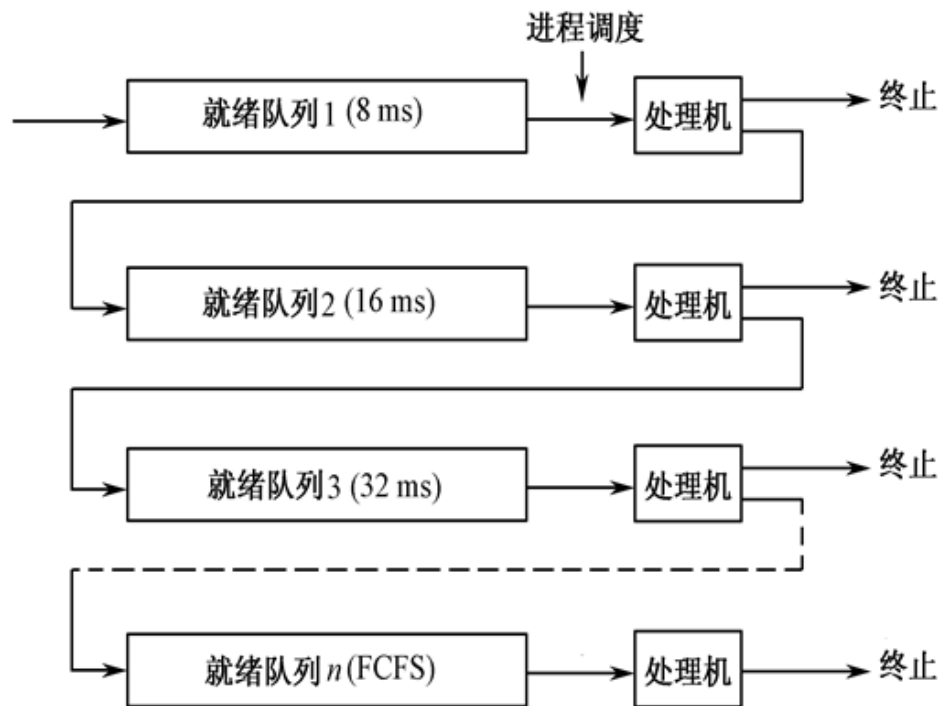 进程调度
就绪队列1 (8 ms)
处理机
终止
就绪队列2 (16 ms)
处理机
终止
就绪队列3 (32 ms)
处理机
终止
就绪队列n (FCFS)
处理机
终止